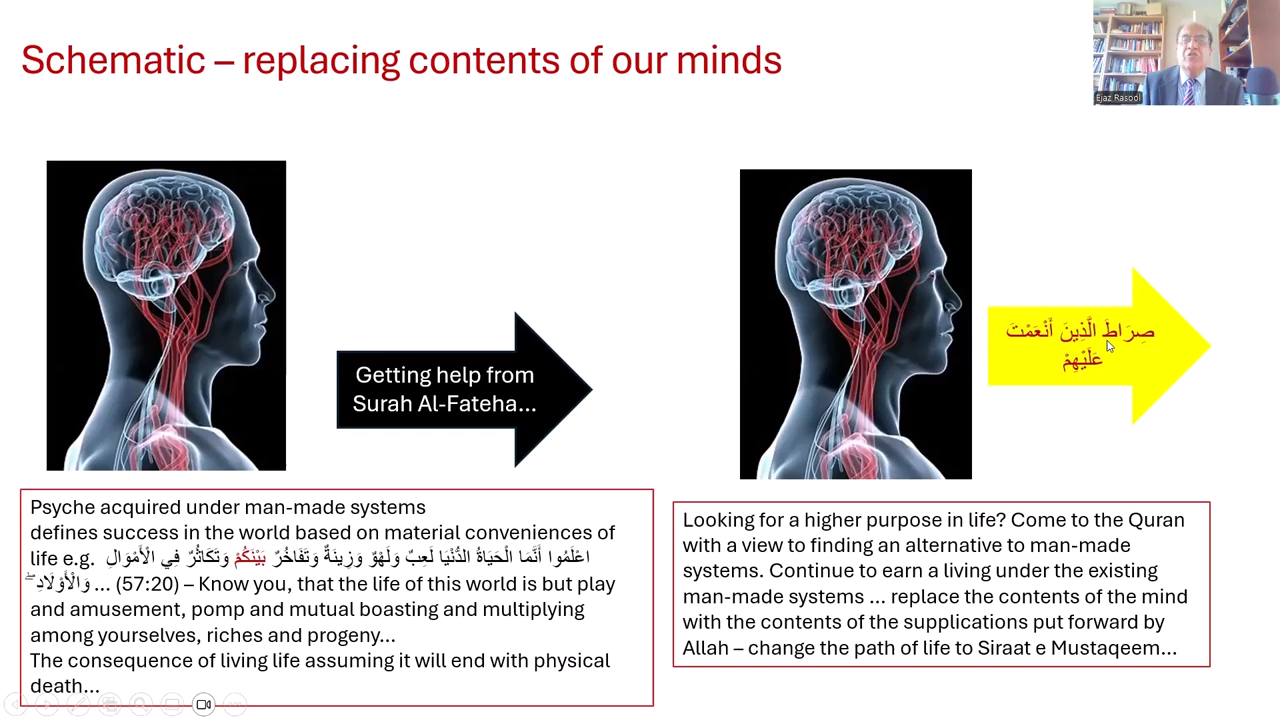 Schematic – replacing contents of our minds
Ejaz Rasool
Getting help from
Surah Al-Fateha...
صِرَاطَ الَّذِينَ أَنْعَمْتَ
عَلَيْهِمْ
Psyche acquired under man-made systems
defines success in the world based on material conveniences of
life e.g. اعْلَمُوا أَنَّمَا الْحَيَاةُ الدُّنْيَا لَعِبٌ وَلَهْوٌ وَزِينَةٌ وَتَفَاخُرٌ بَيْنَكُمْ وَتَكَاثُرٌ فِي الْأَمْوَالِ
وَالْأَوْلَادِ ۖ ... (57:20) – Know you, that the life of this world is but play
and amusement, pomp and mutual boasting and multiplying
among yourselves, riches and progeny...
The consequence of living life assuming it will end with physical
death...
Looking for a higher purpose in life? Come to the Quran
with a view to finding an alternative to man-made
systems. Continue to earn a living under the existing
man-made systems ... replace the contents of the mind
with the contents of the supplications put forward by
Allah – change the path of life to Siraat e Mustaqeem...